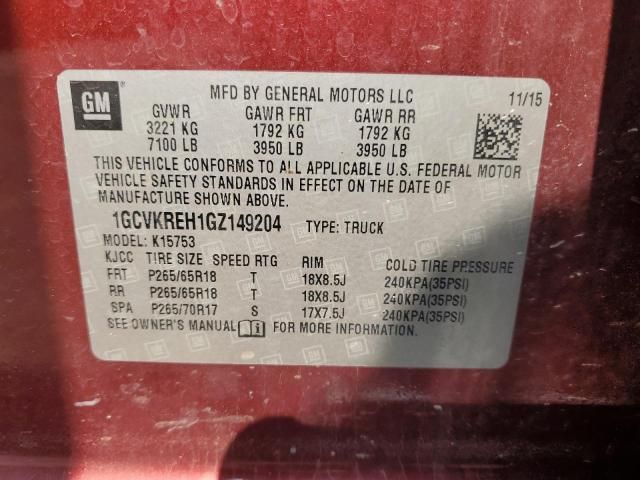 GM
MFD BY GENERAL MOTORS LLC 11/15
GVWR GAWR FRT GAWR RR
3221 KG 1792 KG 1792 KG
7100 LB 3950 LB 3950 LB
THIS VEHICLE CONFORMS TO ALL APPLICABLE U.S. FEDERAL MOTOR
VEHICLE SAFETY STANDARDS IN EFFECT ON THE DATE OF
MANUFACTURE SHOWN ABOVE.
1GCVKREH1GZ149204 TYPE: TRUCK
MODEL: K15753
KJCC TIRE SIZE SPEED RTG RIM COLD TIRE PRESSURE
FRT P265/65R18 T 18X8.5J 240KPA(35PSI)
RR P265/65R18 T 18X8.5J 240KPA(35PSI)
SPA P265/70R17 S 17X7.5J 240KPA(35PSI)
SEE OWNER'S MANUAL FOR MORE INFORMATION.